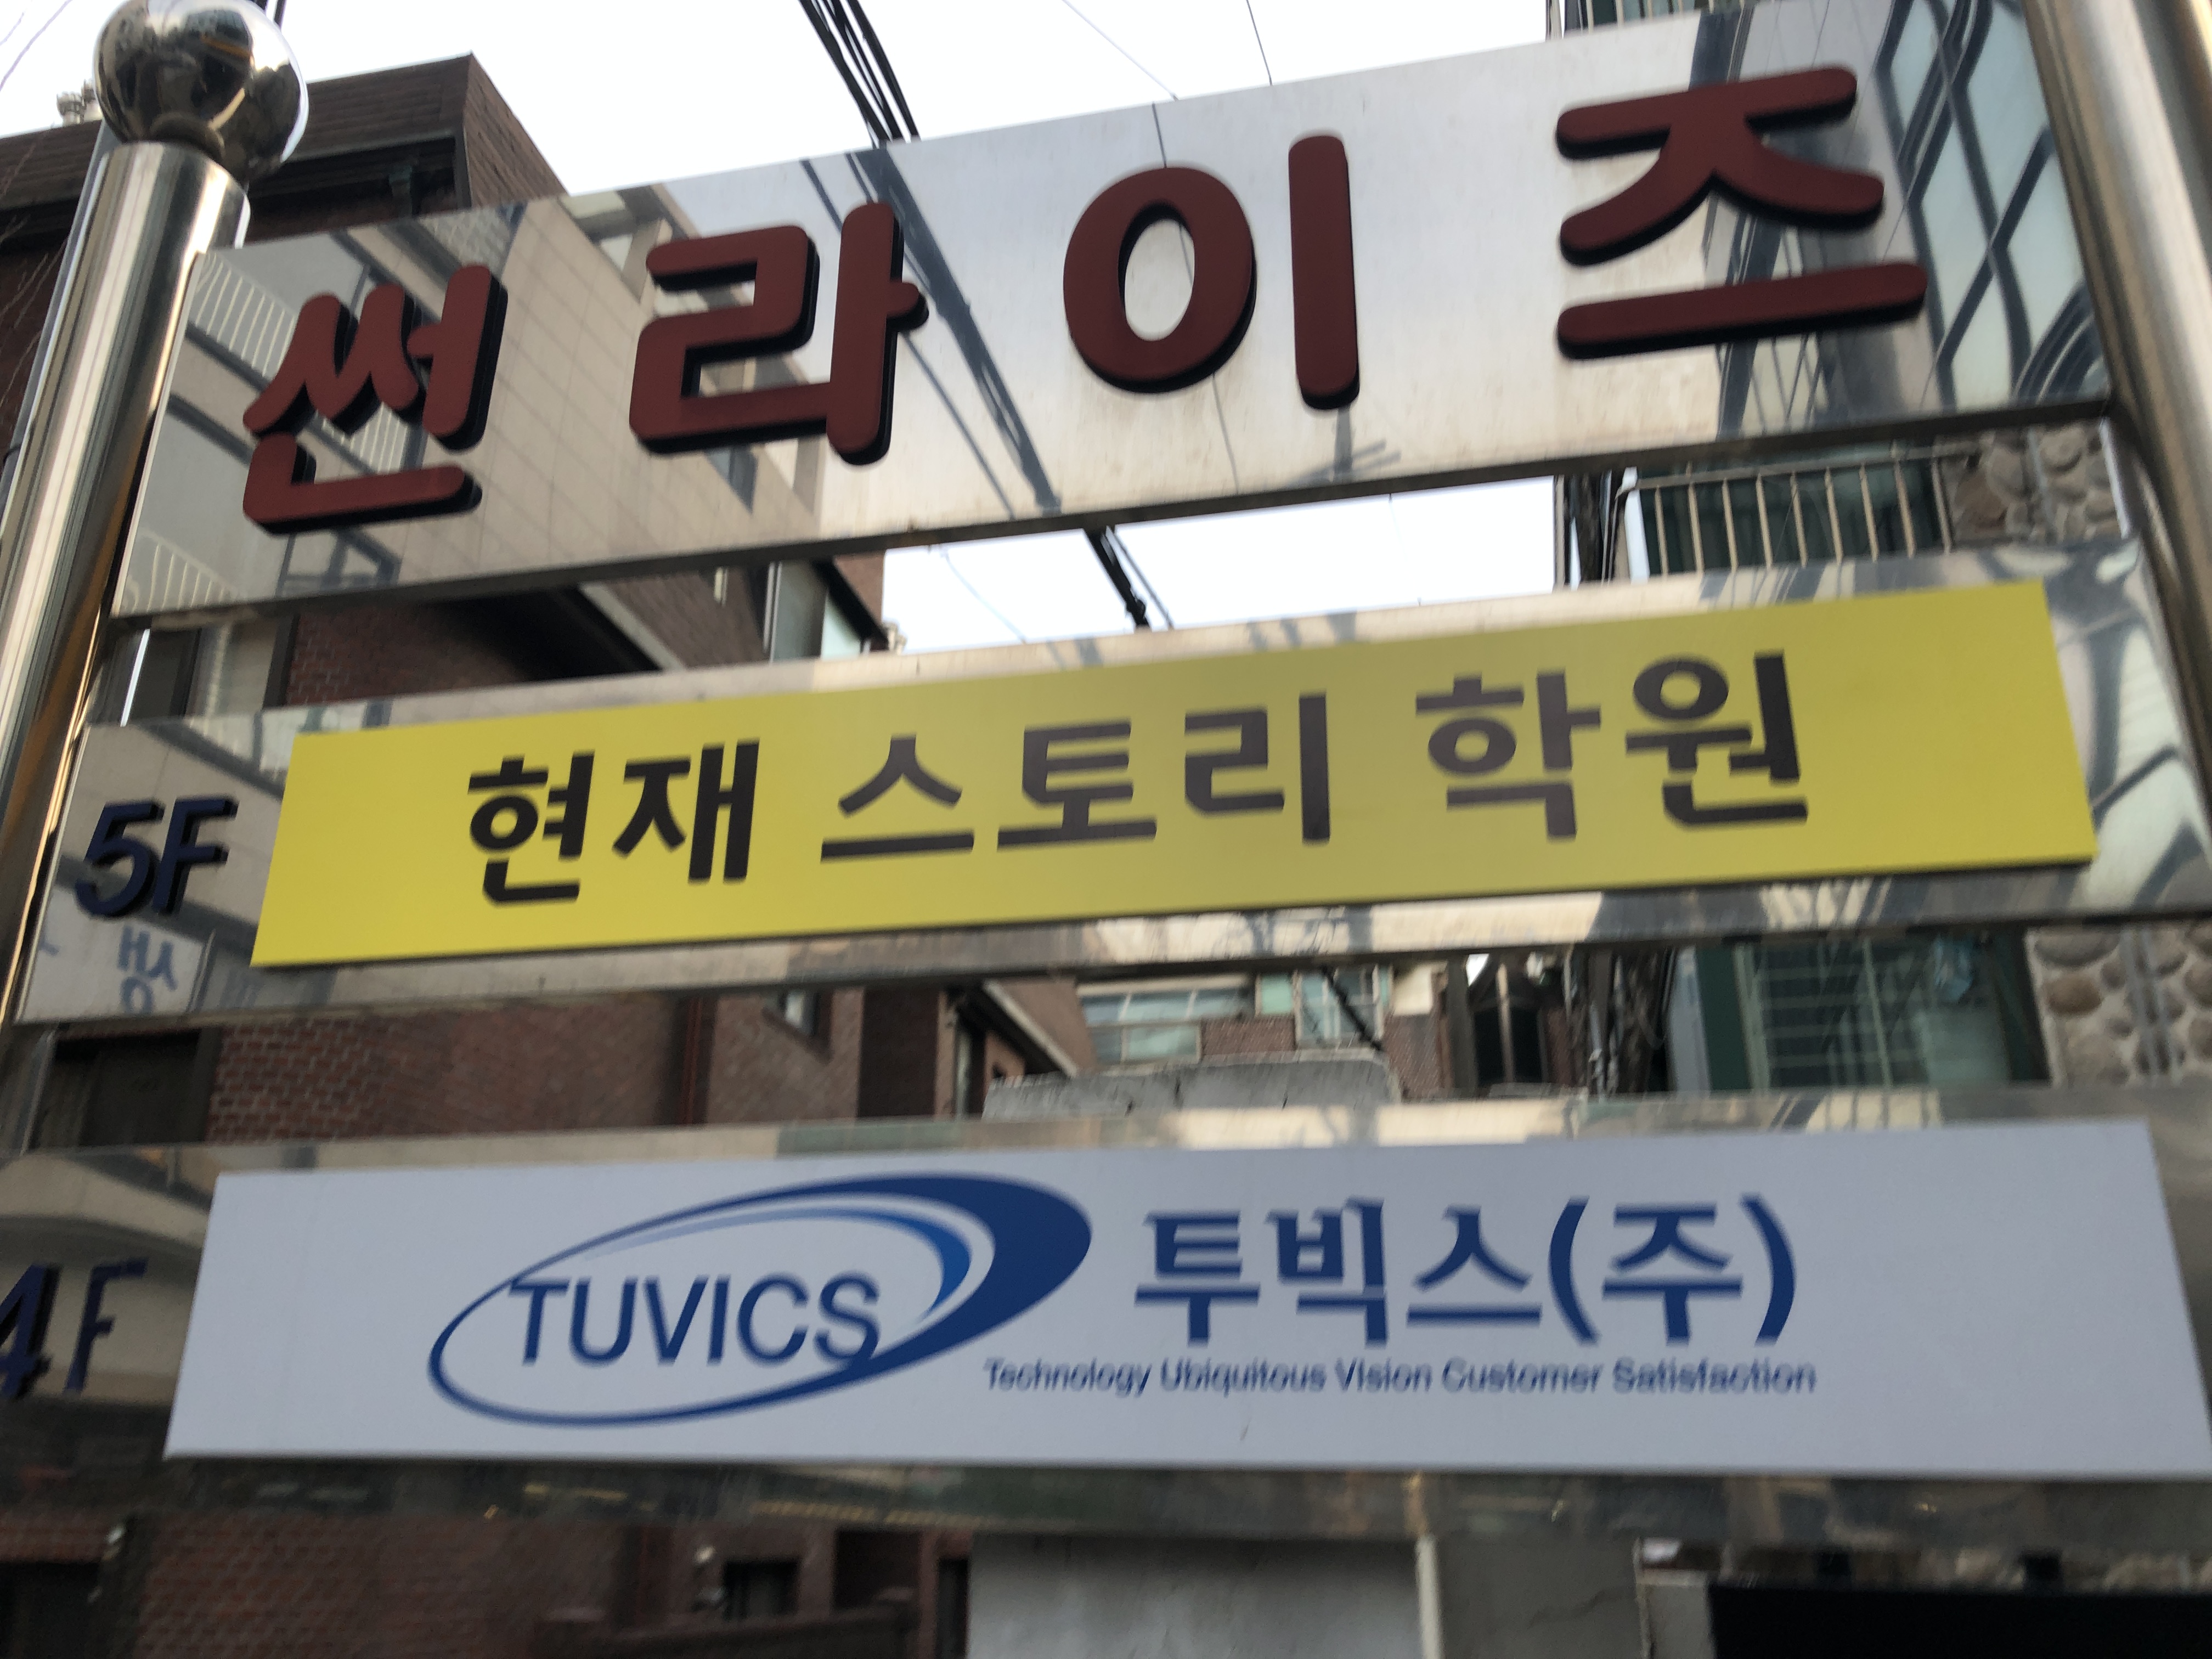 썬라이즈
5F 현재 스토리 학원
4F TUVICS 투빅스(주)
Technology Ubiquitous VIsion Customer Satisfaction